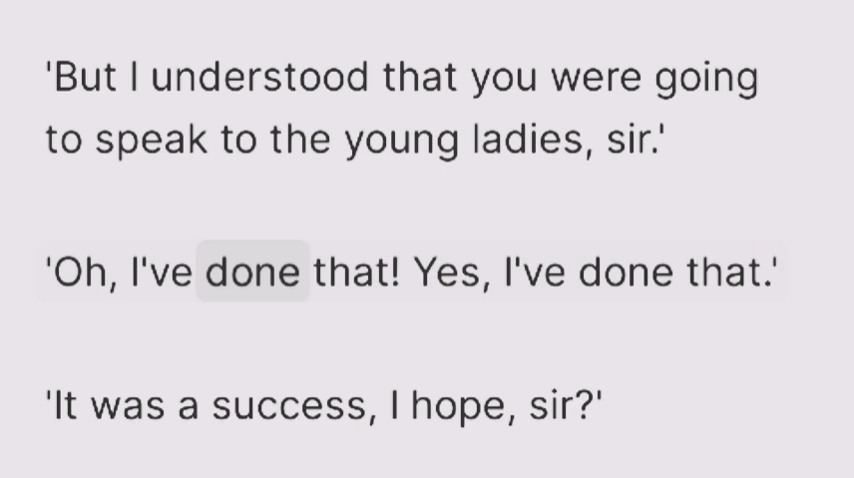 'But I understood that you were going
to speak to the young ladies, sir.'
'Oh, I've done that! Yes, I've done that.'
'It was a success, I hope, sir?'